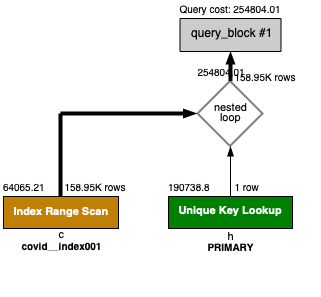 Query cost: 254804.01
query_block #1
254804.01
158.95K rows
nested
loop
64065.21
158.95K rows
190738.8
1 row
Index Range Scan
Unique Key Lookup
c
h
covid__index001
PRIMARY